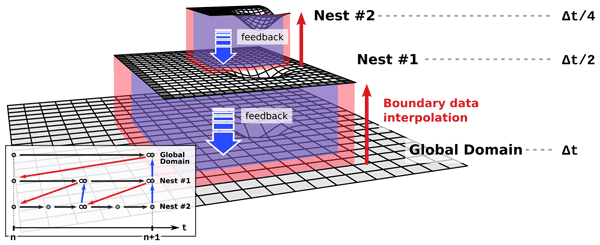 Nest #2
Δt/4
feedback
Nest #1
Δt/2
Boundary data
interpolation
feedback
Global Domain
Δt
Global
Domain
Nest #1
Nest #2
t
n
n+1